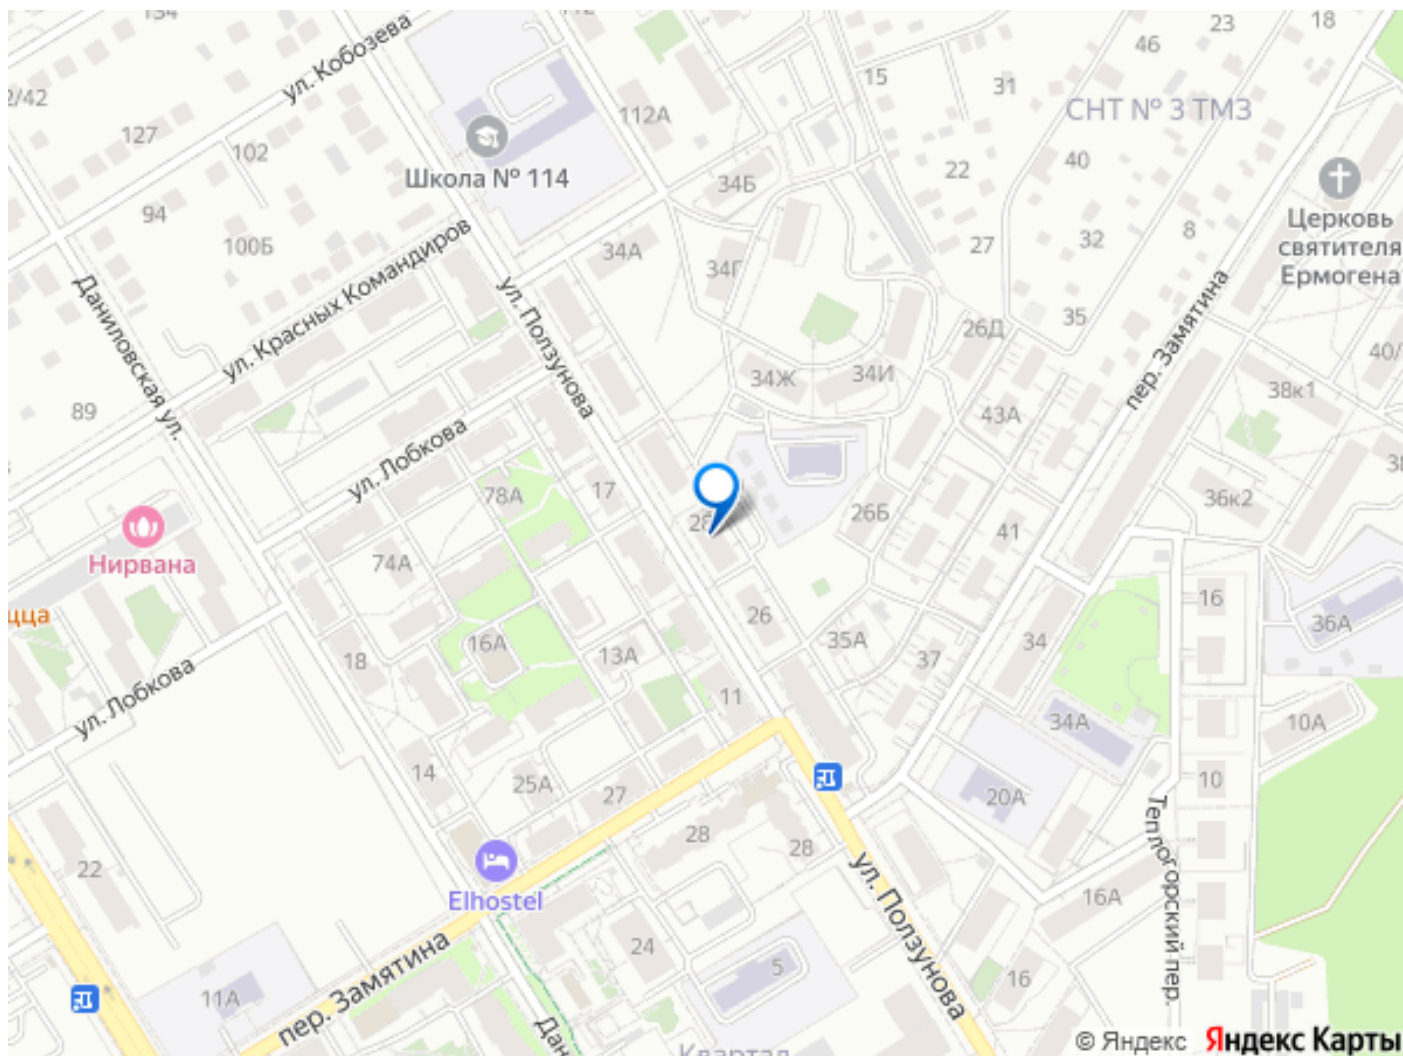 ул. Кобозева
112А
15
31
46
23
18
СНТ № 3 ТМЗ
127
102
Школа № 114
34Б
22
40
Церковь
святителя
Ермогена
94
100Б
ул. Красных Командиров
34А
34Г
27
32
8
Даниловская ул.
ул. Ползунова
26Д
35
пер. Замятина
89
ул. Лобкова
34Ж
34И
43А
38к1
78А
17
26Б
41
36к2
Нирвана
74А
16А
18
13А
26
35А
37
34
16
36А
ул. Лобкова
11
34А
10А
14
25А
27
20А
10
22
Elhostel
28
28
ул. Ползунова
16А
Теплогорский пер.
24
5
16
11А
пер. Замятина
© Яндекс Яндекс Карты